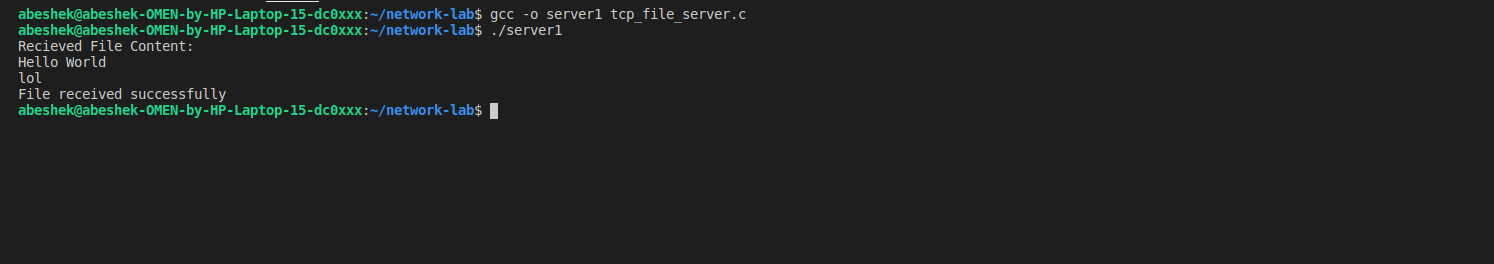 abeshek@abeshek-OMEN-by-HP-Laptop-15-dc0xxx:~/network-lab$ gcc -o server1 tcp_file_server.c
abeshek@abeshek-OMEN-by-HP-Laptop-15-dc0xxx:~/network-lab$ ./server1
Recieved File Content:
Hello World
lol
File received successfully
abeshek@abeshek-OMEN-by-HP-Laptop-15-dc0xxx:~/network-lab$